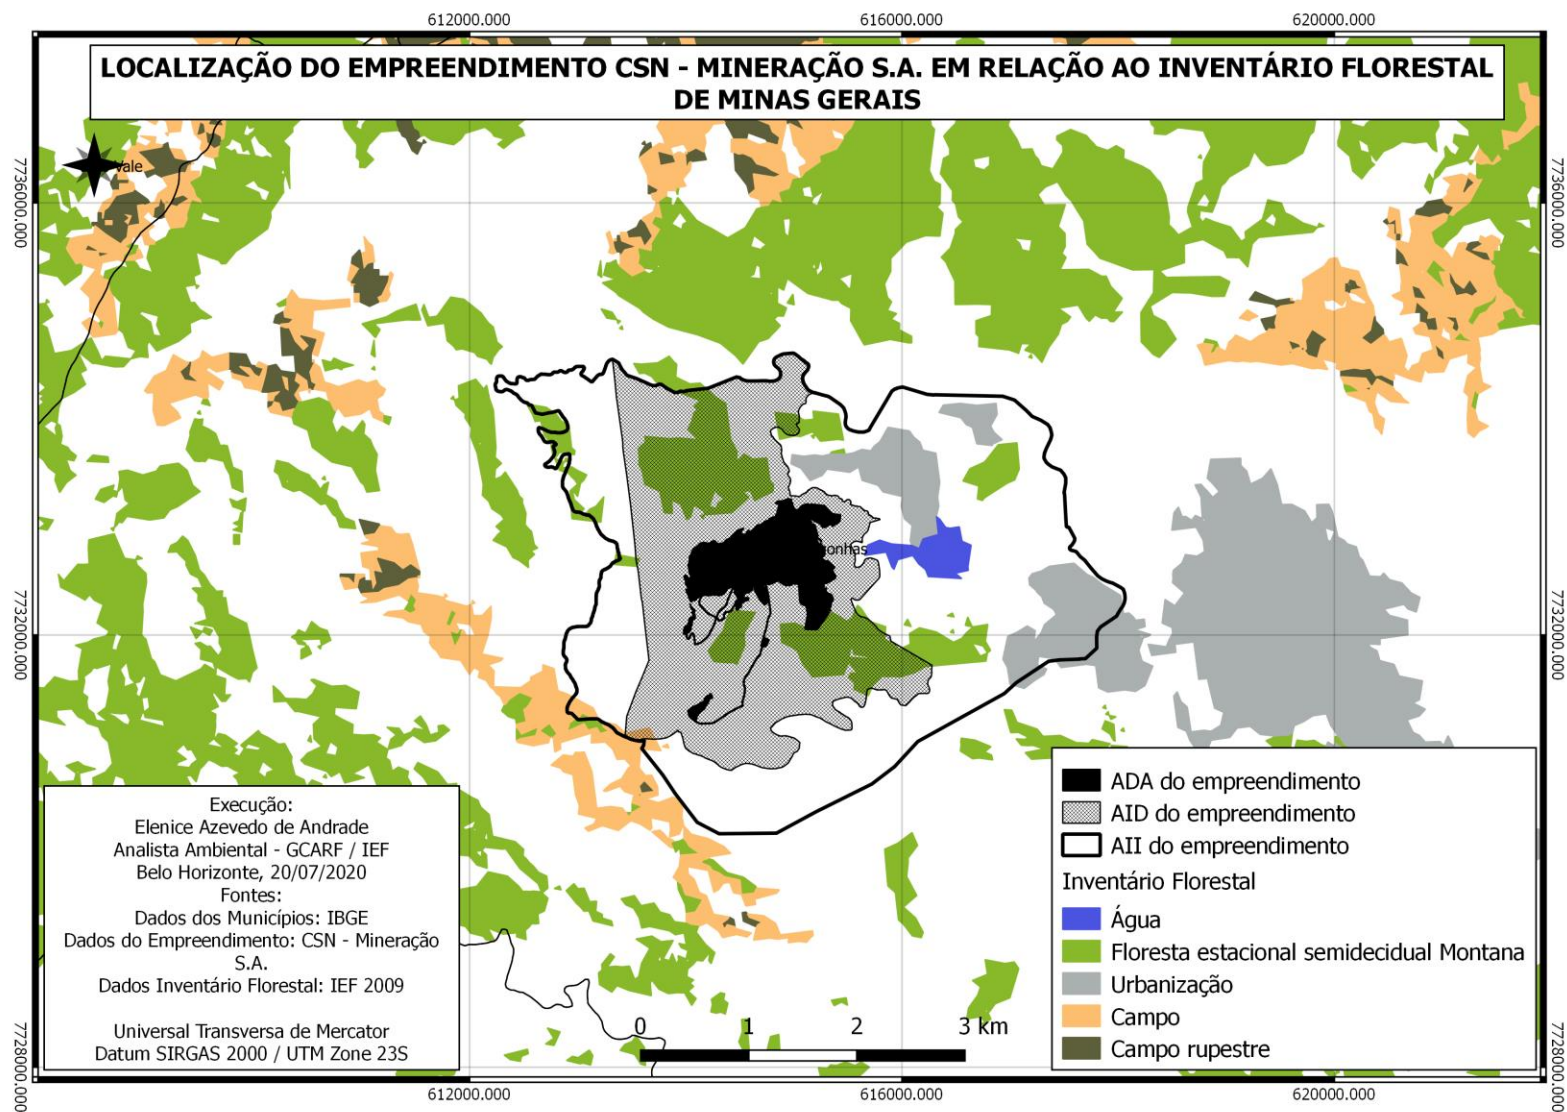 612000.000
616000.000
620000.000
LOCALIZAÇÃO DO EMPREENDIMENTO CSN - MINERAÇÃO S.A. EM RELAÇÃO AO INVENTÁRIO FLORESTAL
DE MINAS GERAIS
Vale
7736000.000
7736000.000
onhas
7732000.000
7732000.000
ADA do empreendimento
AID do empreendimento
AII do empreendimento
Inventário Florestal
Água
Floresta estacional semidecidual Montana
Urbanização
Campo
Campo rupestre
Execução:
Elenice Azevedo de Andrade
Analista Ambiental - GCARF / IEF
Belo Horizonte, 20/07/2020
Fontes:
Dados dos Municípios: IBGE
Dados do Empreendimento: CSN - Mineração
S.A.
Dados Inventário Florestal: IEF 2009
Universal Transversa de Mercator
Datum SIRGAS 2000 / UTM Zone 23S
0 1 2 3 km
7728000.000
7728000.000
612000.000
616000.000
620000.000